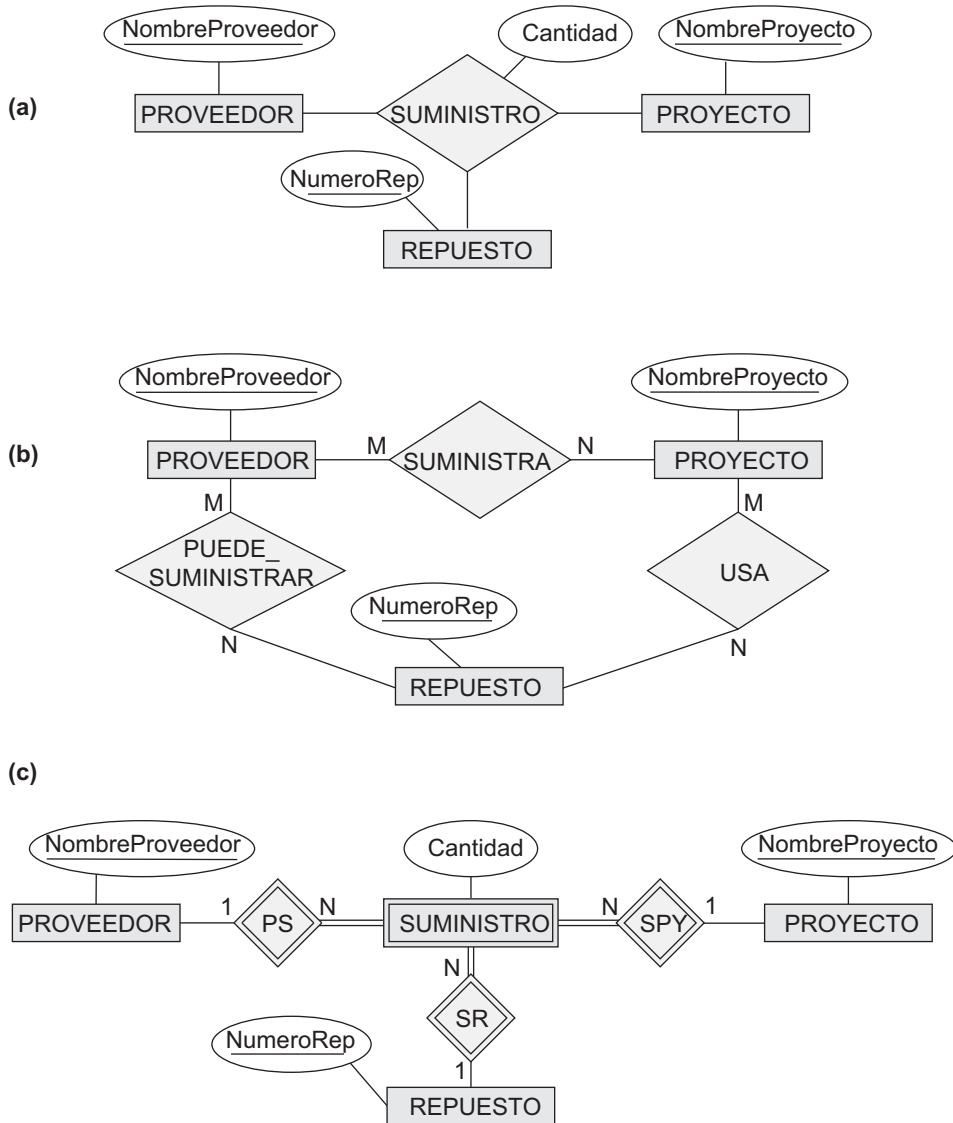 NombreProveedor
Cantidad
NombreProyecto
(a)
PROVEEDOR
SUMINISTRO
PROYECTO
NumeroRep
REPUESTO
NombreProveedor
NombreProyecto
(b)
PROVEEDOR
M
SUMINISTRA
N
PROYECTO
M
M
PUEDE_
SUMINISTRAR
USA
NumeroRep
N
N
REPUESTO
(c)
NombreProveedor
Cantidad
NombreProyecto
PROVEEDOR
1
PS
N
SUMINISTRO
N
SPY
1
PROYECTO
N
SR
NumeroRep
1
REPUESTO